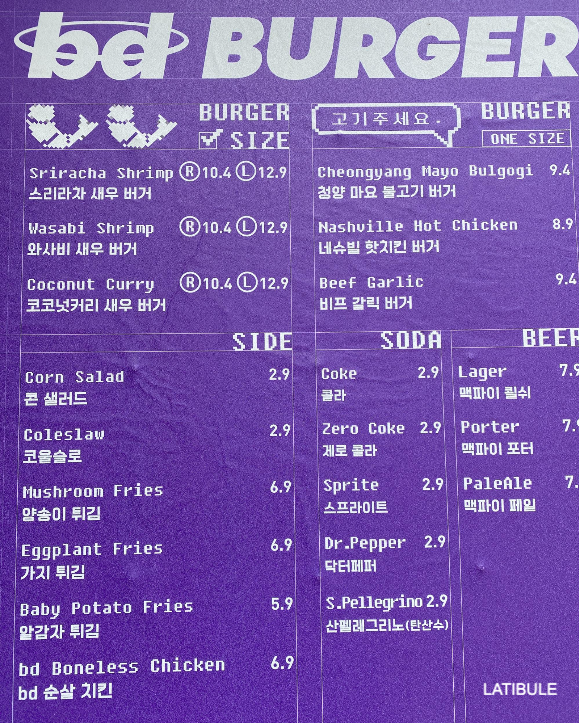 bd BURGER
BURGER
SIZE
Sriracha Shrimp R 10.4 L 12.9
스리라차 새우 버거
Wasabi Shrimp R 10.4 L 12.9
와사비 새우 버거
Coconut Curry R 10.4 L 12.9
코코넛커리 새우 버거
고기주세요.
BURGER
ONE SIZE
Cheongyang Mayo Bulgogi 9.4
청양 마요 불고기 버거
Nashville Hot Chicken 8.9
네슈빌 핫치킨 버거
Beef Garlic 9.4
비프 갈릭 버거
SIDE
Corn Salad 2.9
콘 샐러드
Coleslaw 2.9
코울슬로
Mushroom Fries 6.9
양송이 튀김
Eggplant Fries 6.9
가지 튀김
Baby Potato Fries 5.9
알감자 튀김
bd Boneless Chicken 6.9
bd 순살 치킨
SODA
Coke 2.9
콜라
Zero Coke 2.9
제로 콜라
Sprite 2.9
스프라이트
Dr.Pepper 2.9
닥터페퍼
S.Pellegrino 2.9
산펠레그리노(탄산수)
BEER
Lager
맥파이 쾰쉬
Porter
맥파이 포터
PaleAle
맥파이 페일
LATIBULE